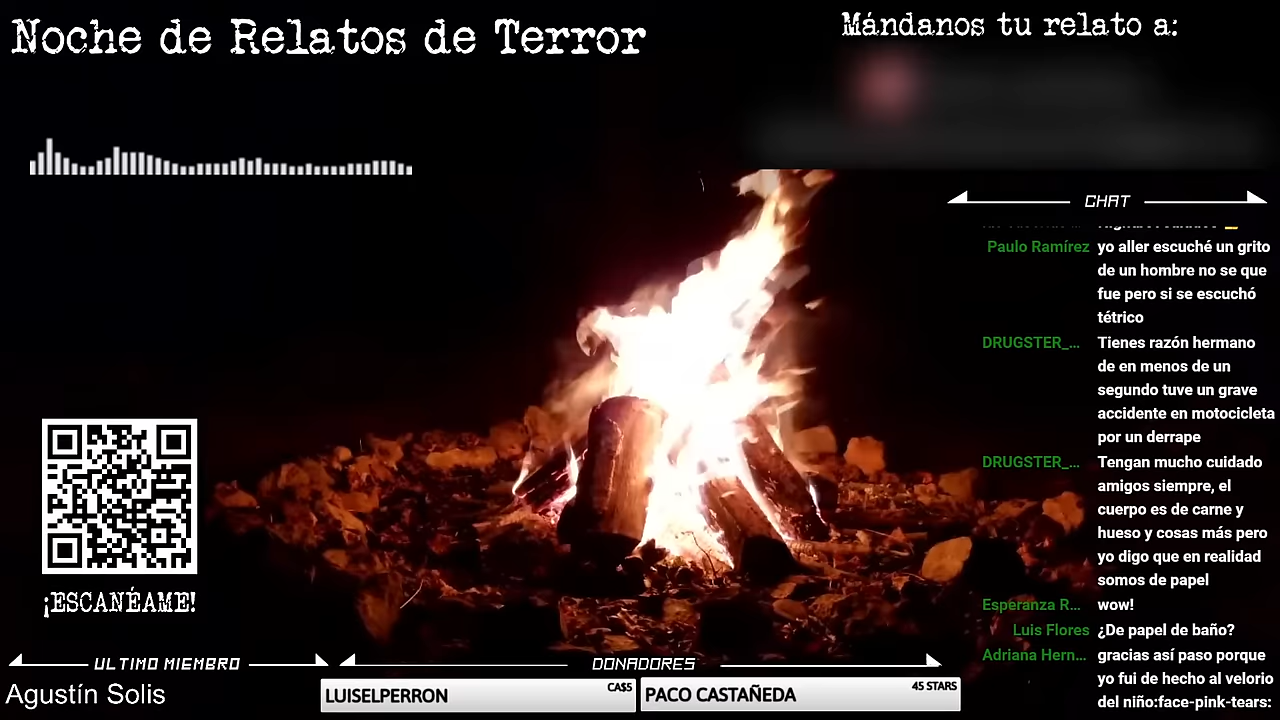 Noche de Relatos de Terror
Mándanos tu relato a:
CHAT
Paulo Ramírez yo aller escuché un grito
de un hombre no se que
fue pero si se escuchó
tétrico
DRUGSTER_... Tienes razón hermano
de en menos de un
segundo tuve un grave
accidente en motocicleta
por un derrape
DRUGSTER_... Tengan mucho cuidado
amigos siempre, el
cuerpo es de carne y
hueso y cosas más pero
yo digo que en realidad
somos de papel
Esperanza R... wow!
Luis Flores ¿De papel de baño?
Adriana Hern... gracias así paso porque
yo fui de hecho al velorio
del niño:face-pink-tears:
¡ESCANÉAME!
ULTIMO MIEMBRO
Agustín Solis
DONADORES
LUISELPERRON CA$5
PACO CASTAÑEDA 45 STARS